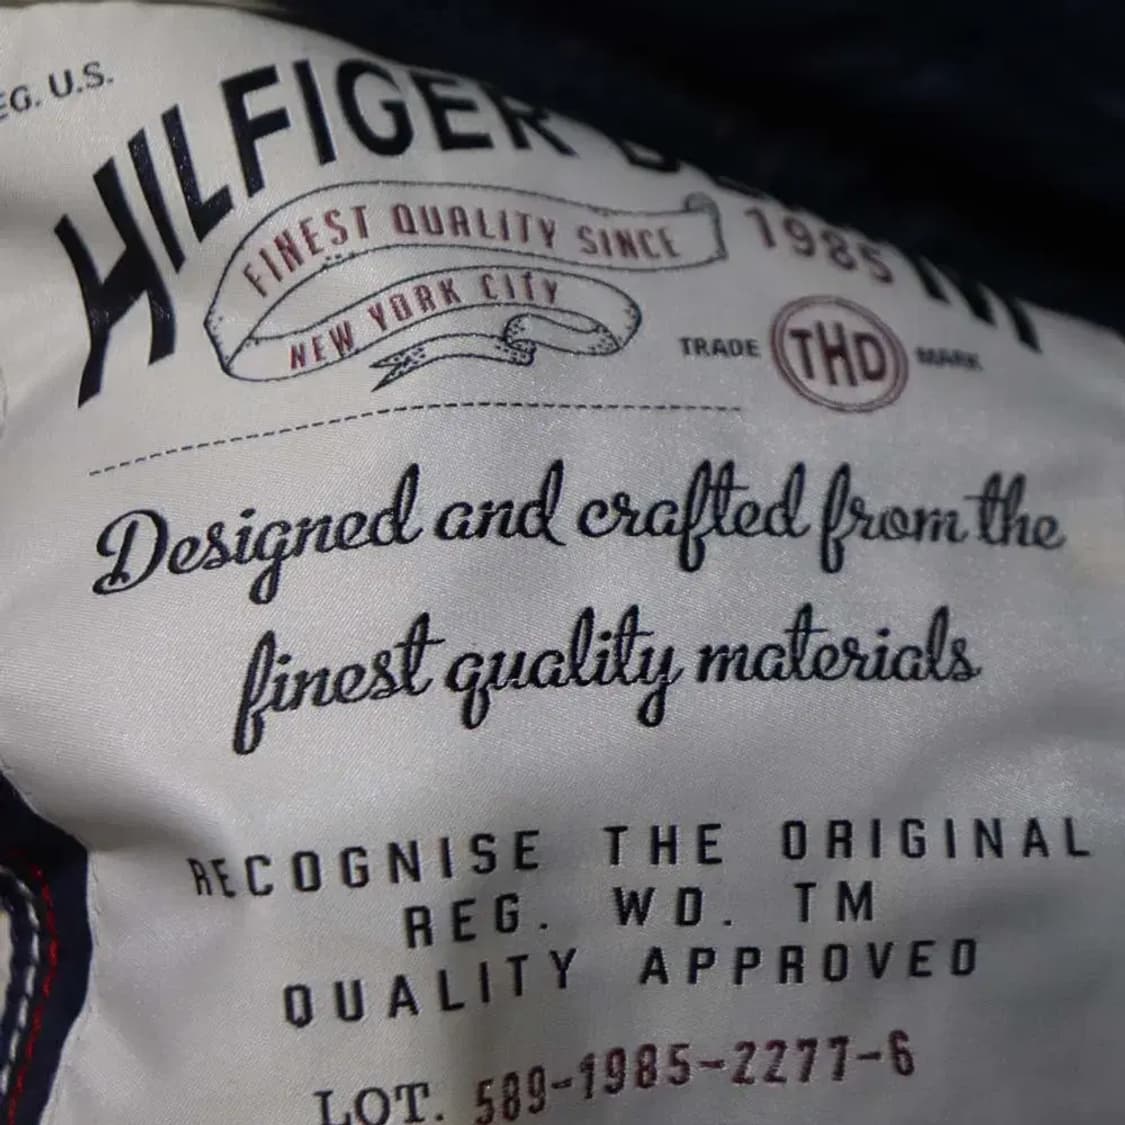 EG. U.S.
HILFIGER
FINEST QUALITY SINCE 1985
NEW YORK CITY
TRADE THD MARK
Designed and crafted from the
finest quality materials
RECOGNISE THE ORIGINAL
REG. WD. TM
QUALITY APPROVED
LOT. 589-1985-2277-6